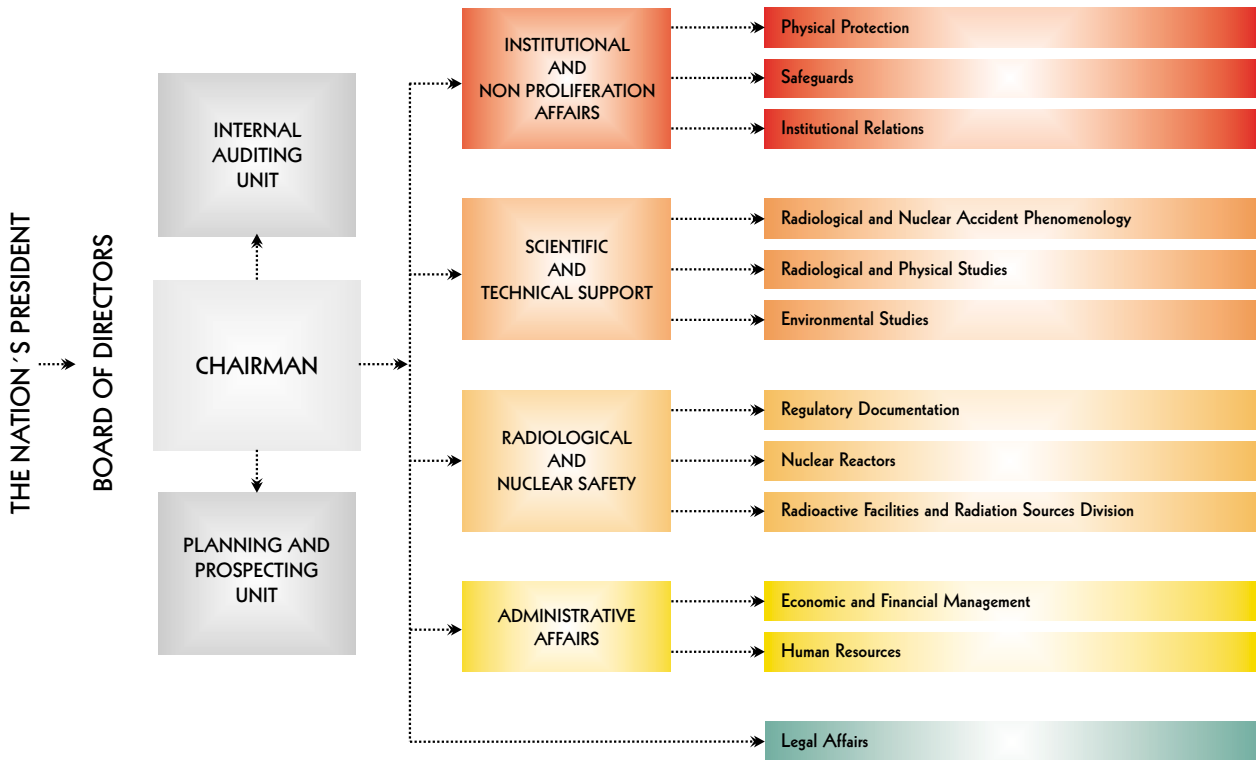 THE NATION´S PRESIDENT
BOARD OF DIRECTORS
INTERNAL
AUDITING
UNIT
CHAIRMAN
PLANNING AND
PROSPECTING
UNIT
INSTITUTIONAL
AND
NON PROLIFERATION
AFFAIRS
Physical Protection
Safeguards
Institutional Relations
SCIENTIFIC
AND
TECHNICAL SUPPORT
Radiological and Nuclear Accident Phenomenology
Radiological and Physical Studies
Environmental Studies
RADIOLOGICAL
AND
NUCLEAR SAFETY
Regulatory Documentation
Nuclear Reactors
Radioactive Facilities and Radiation Sources Division
ADMINISTRATIVE
AFFAIRS
Economic and Financial Management
Human Resources
Legal Affairs